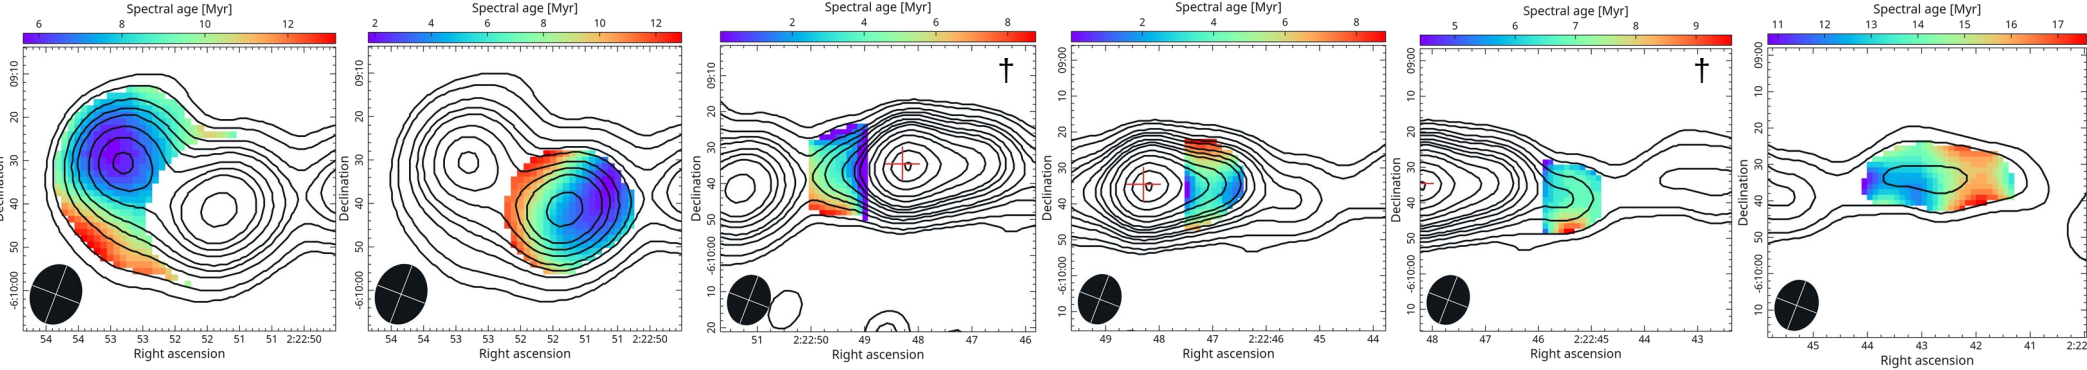 Spectral age [Myr]
6 8 10 12
Declination
09:10
20
30
40
50
-6:10:00
54 54 53 53 52 52 51 51 2:22:50
Right ascension
Spectral age [Myr]
2 4 6 8 10 12
Declination
09:10
20
30
40
50
-6:10:00
54 54 53 53 52 52 51 51 2:22:50
Right ascension
Spectral age [Myr]
2 4 6 8
†
Declination
09:10
20
30
40
50
-6:10:00
10
20
51 2:22:50 49 48 47 46
Right ascension
Spectral age [Myr]
2 4 6 8
Declination
09:00
10
20
30
40
50
-6:10:00
10
49 48 47 2:22:46 45 44
Right ascension
Spectral age [Myr]
5 6 7 8 9
†
Declination
09:00
10
20
30
40
50
-6:10:00
10
48 47 46 2:22:45 44 43
Right ascension
Spectral age [Myr]
11 12 13 14 15 16 17
Declination
09:00
10
20
30
40
50
-6:10:00
10
45 44 43 42 41 2:22
Right ascension